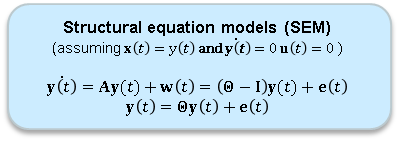 Structural equation models (SEM)
(assuming x(t) = y(t) and ẏ(t) = 0 u(t) = 0 )
ẏ(t) = Ay(t) + w(t) = (Θ − I)y(t) + e(t)
y(t) = Θy(t) + e(t)